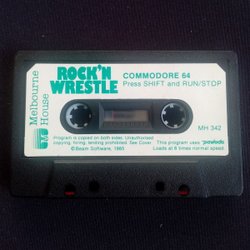 Melbourne
House
ROCK'N
WRESTLE
COMMODORE 64
Press SHIFT and RUN/STOP
MH 342
Program is copied on both sides. Unauthorised
copying, hiring, lending prohibited. See Cover
© Beam Software, 1985
This program uses Pavloda
Loads at 8 times normal speed.